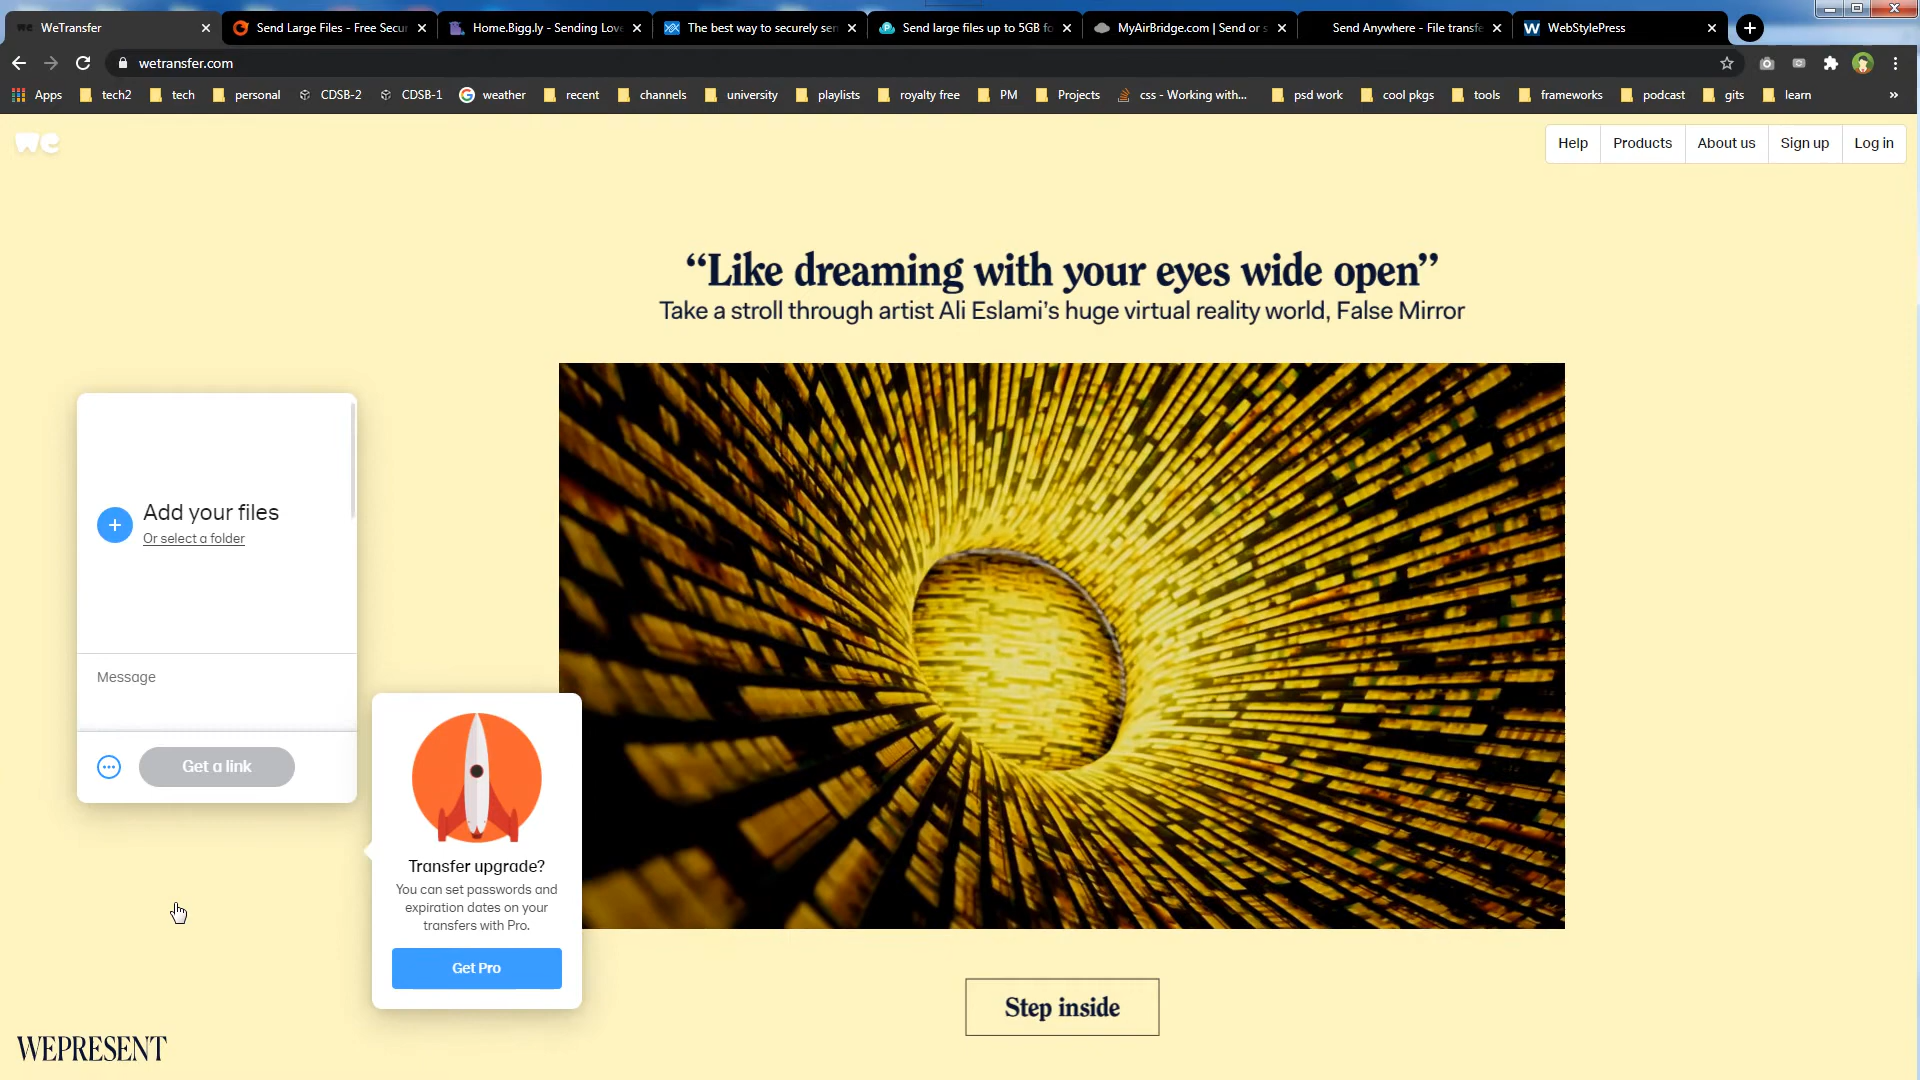 WeTransfer
Send Large Files - Free Secur
Home.Bigg.ly - Sending Love
The best way to securely sen
Send large files up to 5GB fo
MyAirBridge.com | Send or s
Send Anywhere - File transfe
WebStylePress
wetransfer.com
Apps
tech2
tech
personal
CDSB-2
CDSB-1
weather
recent
channels
university
playlists
royalty free
PM
Projects
css - Working with...
psd work
cool pkgs
tools
frameworks
podcast
gits
learn
»
we
Help
Products
About us
Sign up
Log in
“Like dreaming with your eyes wide open”
Take a stroll through artist Ali Eslami’s huge virtual reality world, False Mirror
Add your files
Or select a folder
Message
Get a link
Transfer upgrade?
You can set passwords and
expiration dates on your
transfers with Pro.
Get Pro
Step inside
WEPRESENT